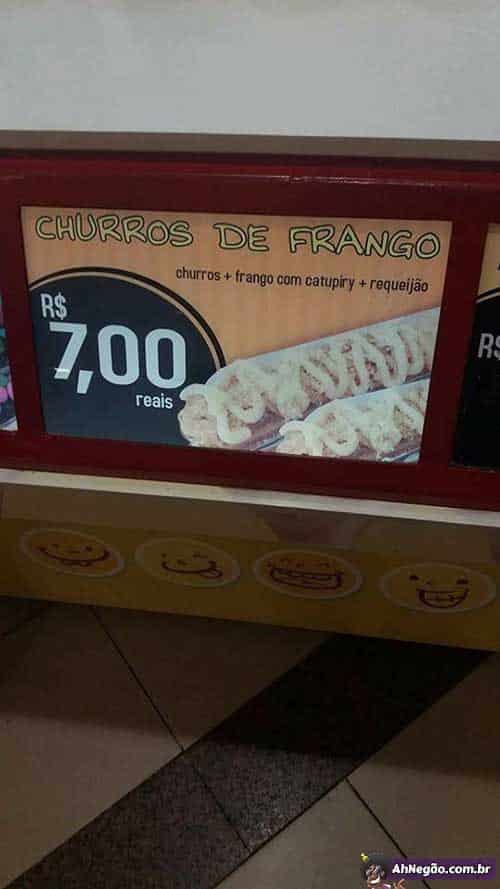 CHURROS DE FRANGO
churros + frango com catupiry + requeijão
R$
7,00
reais
R$
AhNegão.com.br